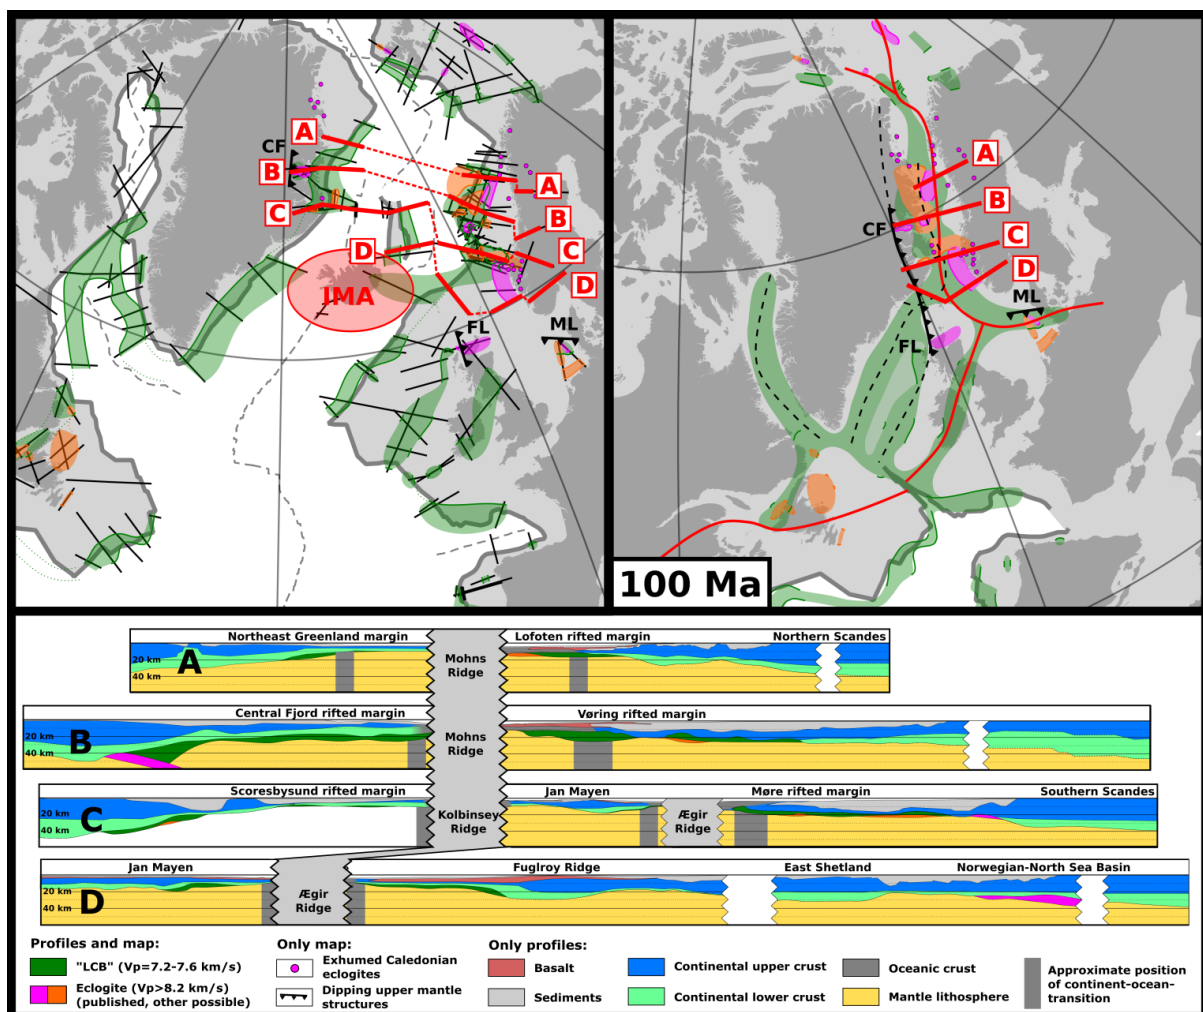 A
CF
B
A
B
C
C
D
D
IMA
FL
ML
A
B
CF
C
D
ML
FL
100 Ma
Northeast Greenland margin
Lofoten rifted margin
Northern Scandes
20 km
40 km
A
Mohns
Ridge
Central Fjord rifted margin
Vøring rifted margin
20 km
40 km
B
Mohns
Ridge
Scoresbysund rifted margin
Jan Mayen
Møre rifted margin
Southern Scandes
20 km
40 km
C
Kolbinsey
Ridge
Ægir
Ridge
Jan Mayen
Fuglroy Ridge
East Shetland
Norwegian-North Sea Basin
20 km
40 km
D
Ægir
Ridge
Profiles and map:
"LCB" (Vp=7.2-7.6 km/s)
Eclogite (Vp>8.2 km/s)
(published, other possible)
Only map:
Exhumed Caledonian
eclogites
Dipping upper mantle
structures
Only profiles:
Basalt
Sediments
Continental upper crust
Continental lower crust
Oceanic crust
Mantle lithosphere
Approximate position
of continent-ocean-
transition